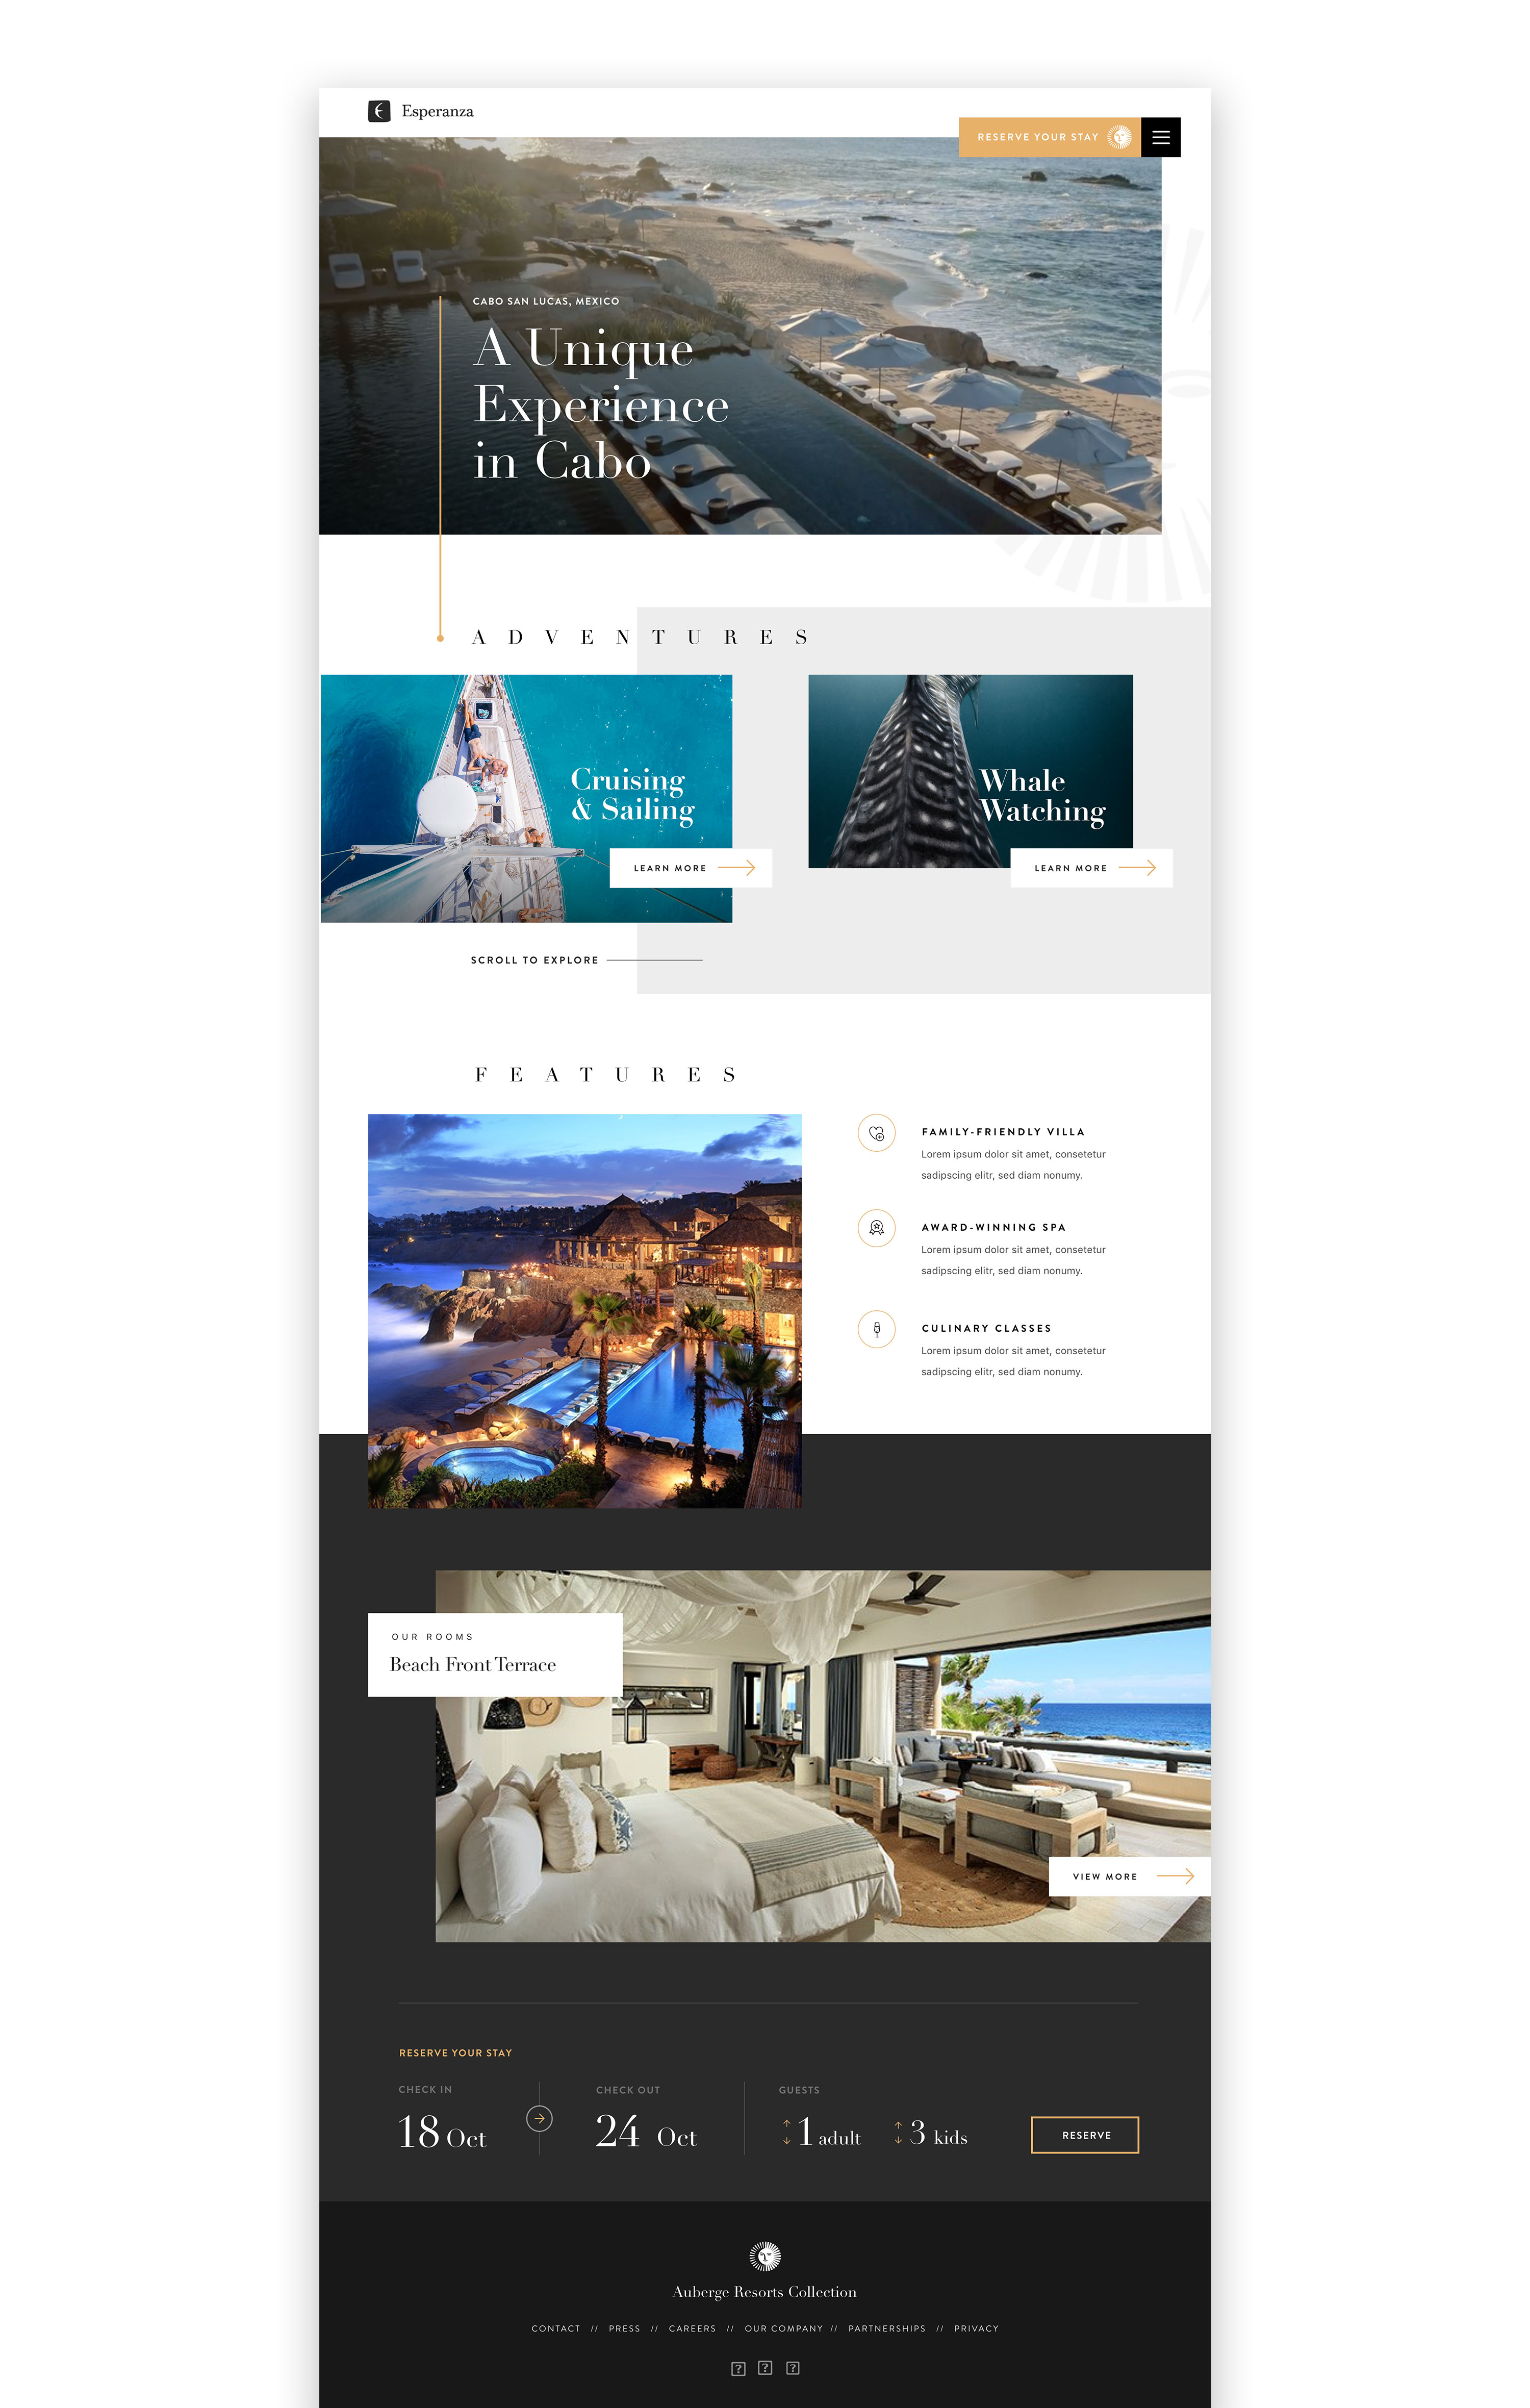 Esperanza
RESERVE YOUR STAY
CABO SAN LUCAS, MEXICO
A Unique
Experience
in Cabo
ADVENTURES
Cruising
& Sailing
LEARN MORE
Whale
Watching
LEARN MORE
SCROLL TO EXPLORE
FEATURES
FAMILY-FRIENDLY VILLA
Lorem ipsum dolor sit amet, consetetur
sadipscing elitr, sed diam nonumy.
AWARD-WINNING SPA
Lorem ipsum dolor sit amet, consetetur
sadipscing elitr, sed diam nonumy.
CULINARY CLASSES
Lorem ipsum dolor sit amet, consetetur
sadipscing elitr, sed diam nonumy.
OUR ROOMS
Beach Front Terrace
VIEW MORE
RESERVE YOUR STAY
CHECK IN
18 Oct
CHECK OUT
24 Oct
GUESTS
1 adult
3 kids
RESERVE
Auberge Resorts Collection
CONTACT // PRESS // CAREERS // OUR COMPANY // PARTNERSHIPS // PRIVACY
? ? ?